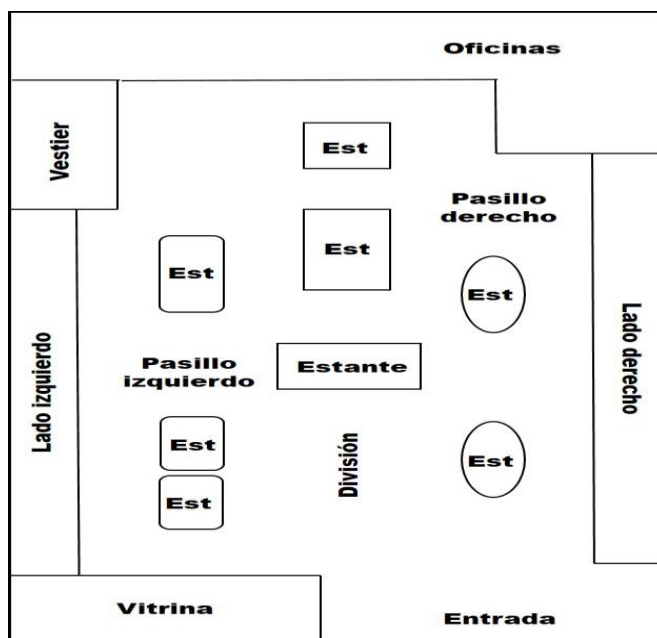 Oficinas
Vestier
Est
Pasillo
derecho
Est
Est
Est
Lado izquierdo
Lado derecho
Pasillo
izquierdo
Estante
Est
División
Est
Est
Vitrina
Entrada